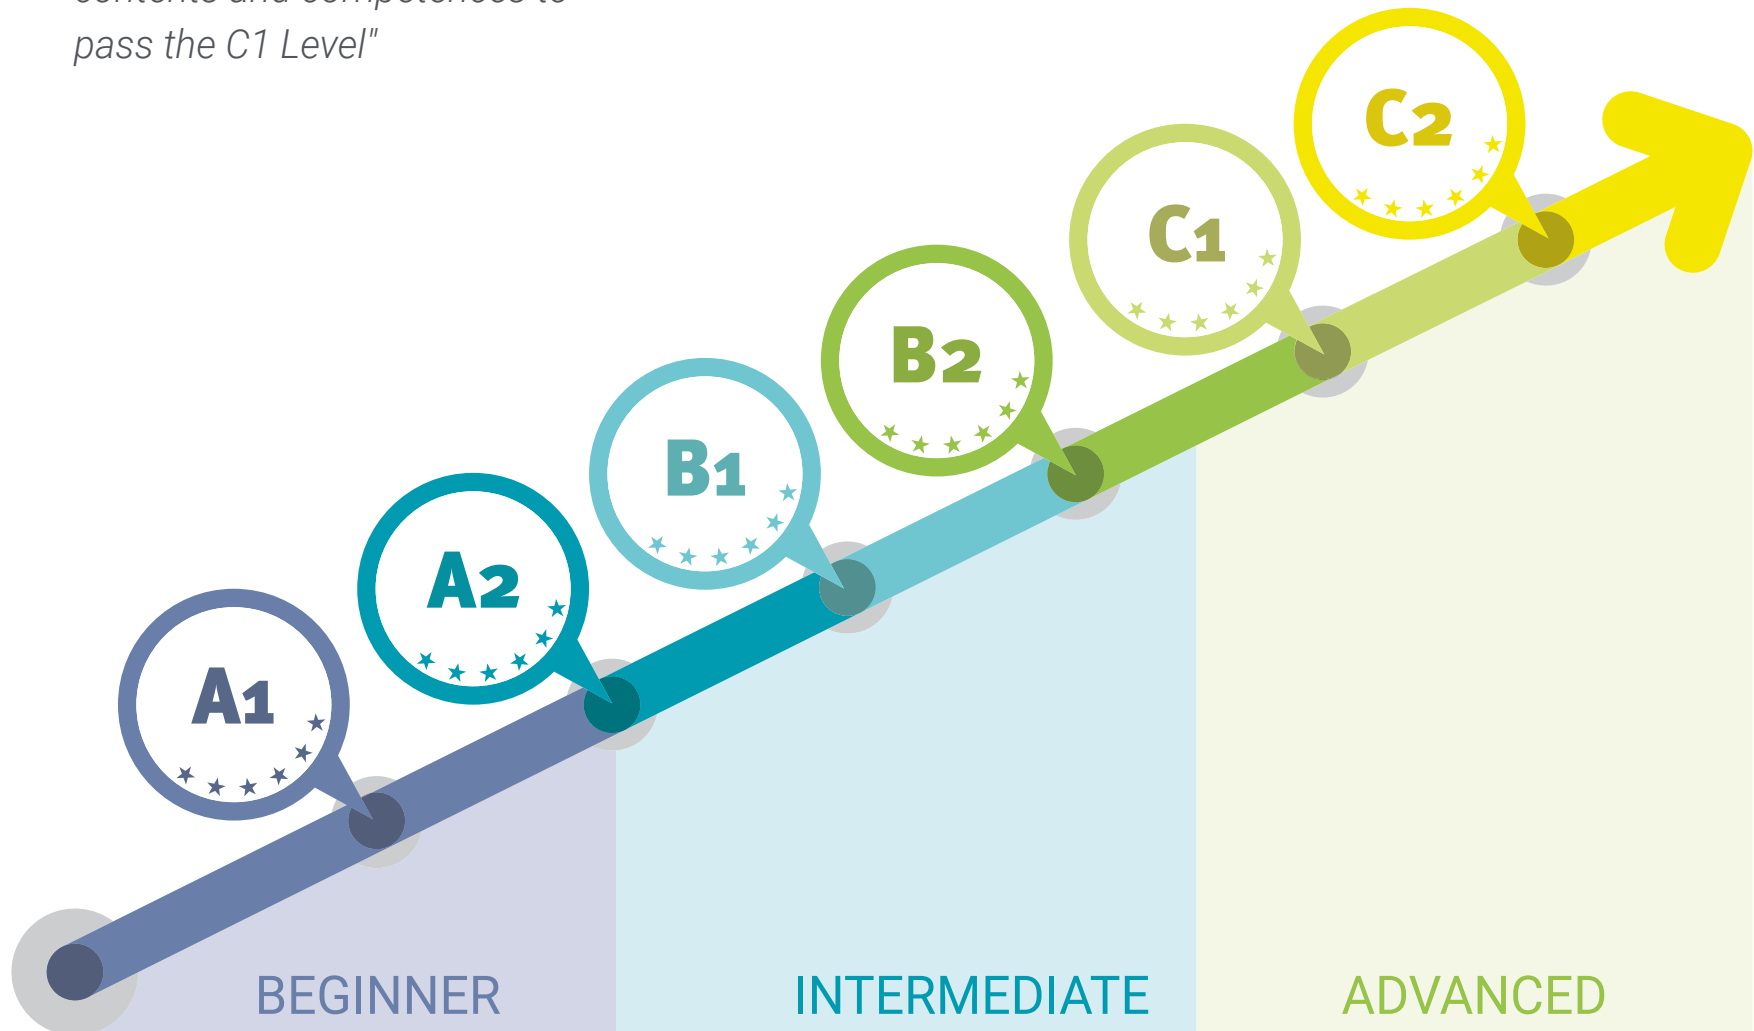 pass the C1 Level"
C2
C1
B2
B1
A2
A1
BEGINNER
INTERMEDIATE
ADVANCED